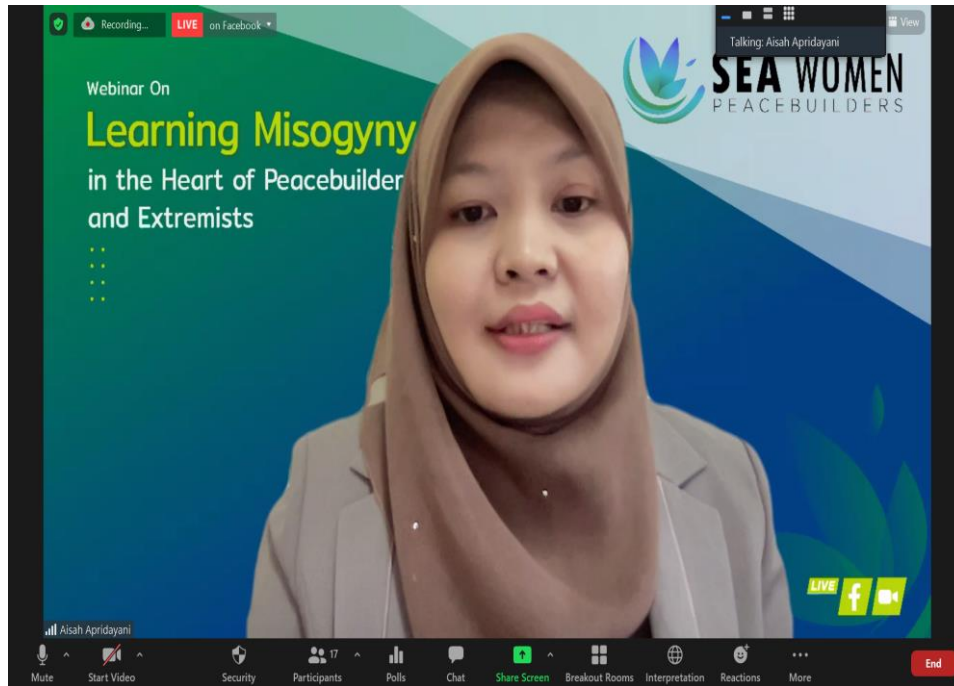 Recording...
LIVE
on Facebook
View
Talking: Aisah Apridayani
SEA WOMEN
PEACEBUILDERS
Webinar On
Learning Misogyny
in the Heart of Peacebuilder
and Extremists
LIVE
Aisah Apridayani
Mute
Start Video
Security
17
Participants
Polls
Chat
Share Screen
Breakout Rooms
Interpretation
Reactions
More
End